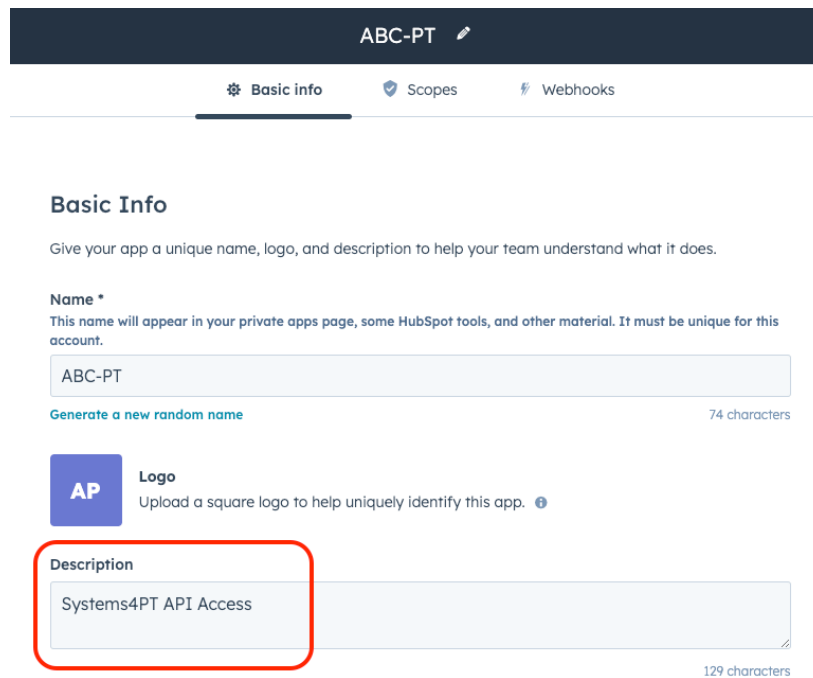 ABC-PT
Basic info
Scopes
Webhooks
Basic Info
Give your app a unique name, logo, and description to help your team understand what it does.
Name *
This name will appear in your private apps page, some HubSpot tools, and other material. It must be unique for this
account.
ABC-PT
Generate a new random name
74 characters
AP
Logo
Upload a square logo to help uniquely identify this app.
Description
Systems4PT API Access
129 characters